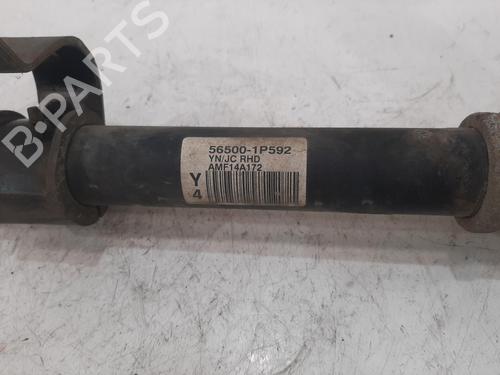 B-PARTS
56500-1P592
YN/JC RHD
AMF14A172
Y
4